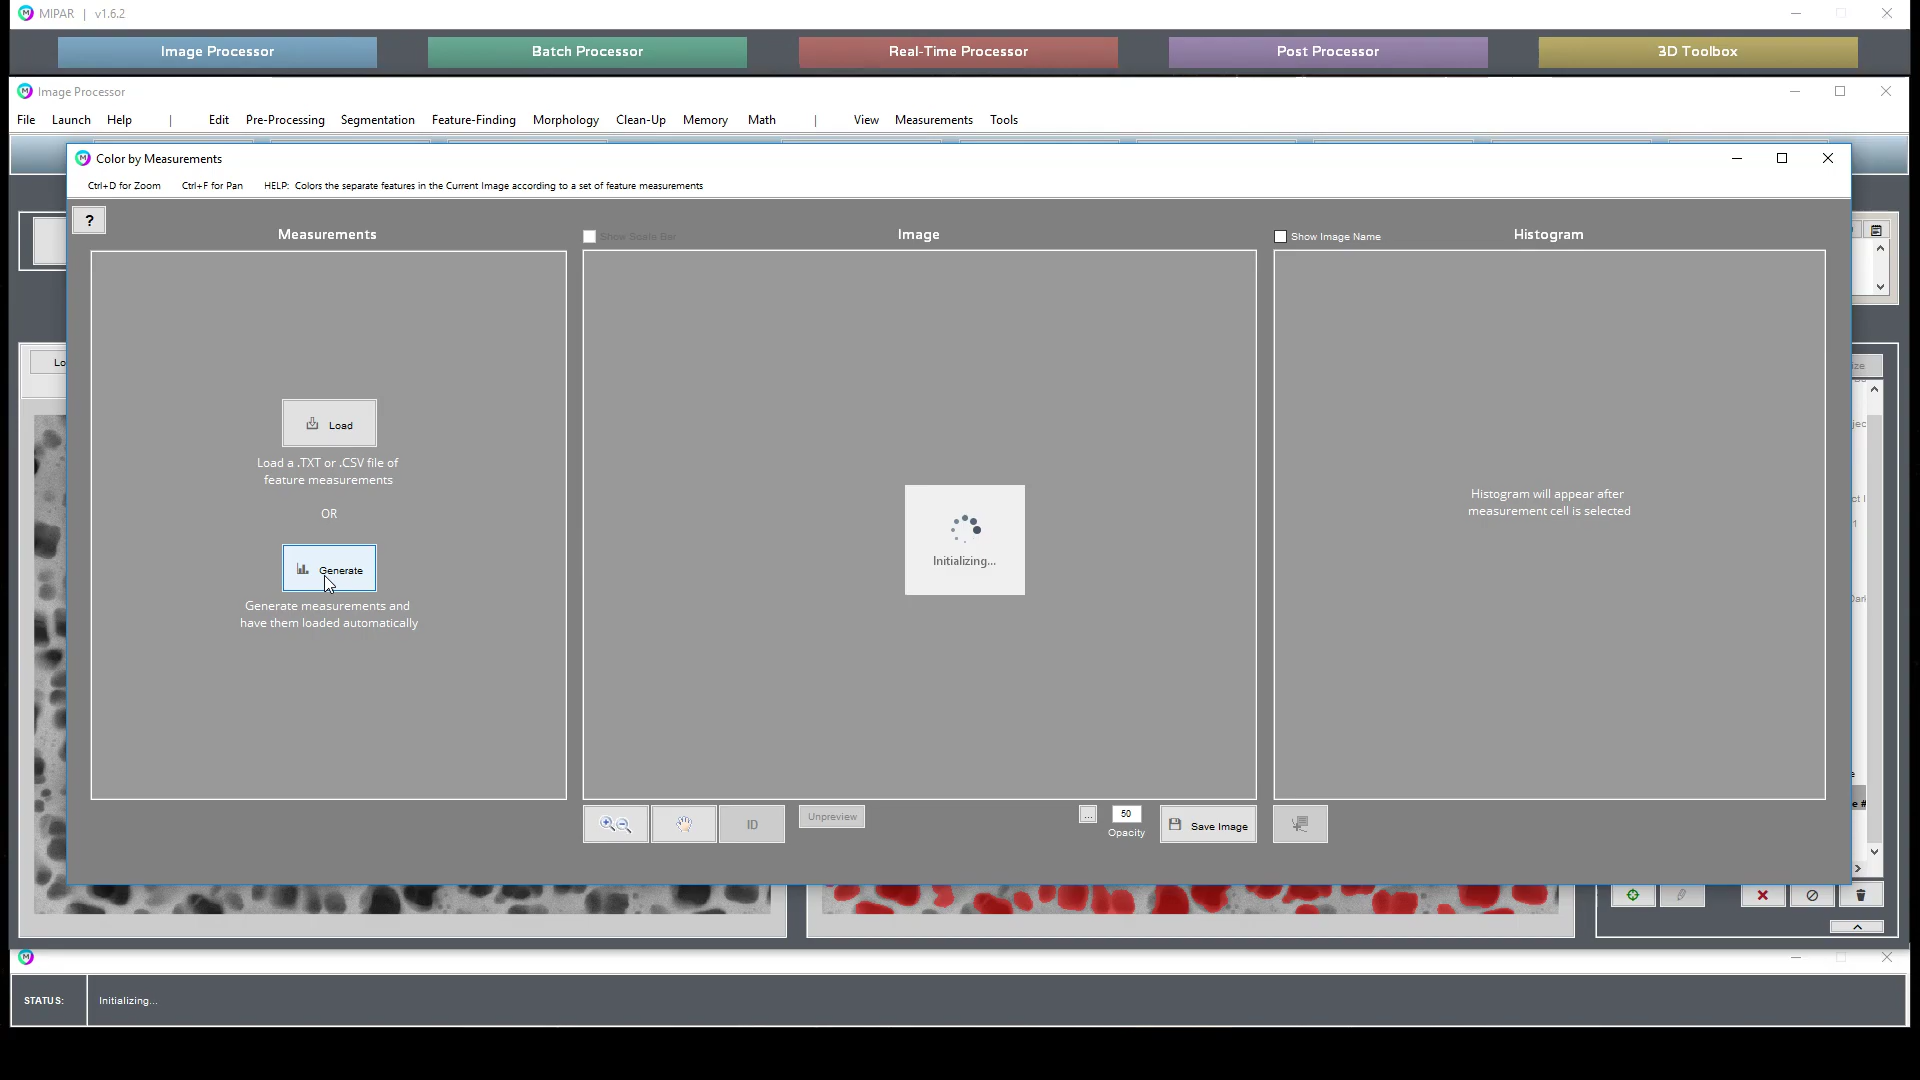 MIPAR | v1.6.2
Image Processor
Batch Processor
Real-Time Processor
Post Processor
3D Toolbox
Image Processor
File Launch Help | Edit Pre-Processing Segmentation Feature-Finding Morphology Clean-Up Memory Math | View Measurements Tools
Color by Measurements
Ctrl+D for Zoom Ctrl+F for Pan HELP: Colors the separate features in the Current Image according to a set of feature measurements
?
Measurements
Show Scale Bar
Image
Show Image Name
Histogram
Lo
Load
Load a .TXT or .CSV file of
feature measurements
OR
Generate
Generate measurements and
have them loaded automatically
Initializing...
Histogram will appear after
measurement cell is selected
ID
Unpreview
...
50
Opacity
Save Image
STATUS:
Initializing...